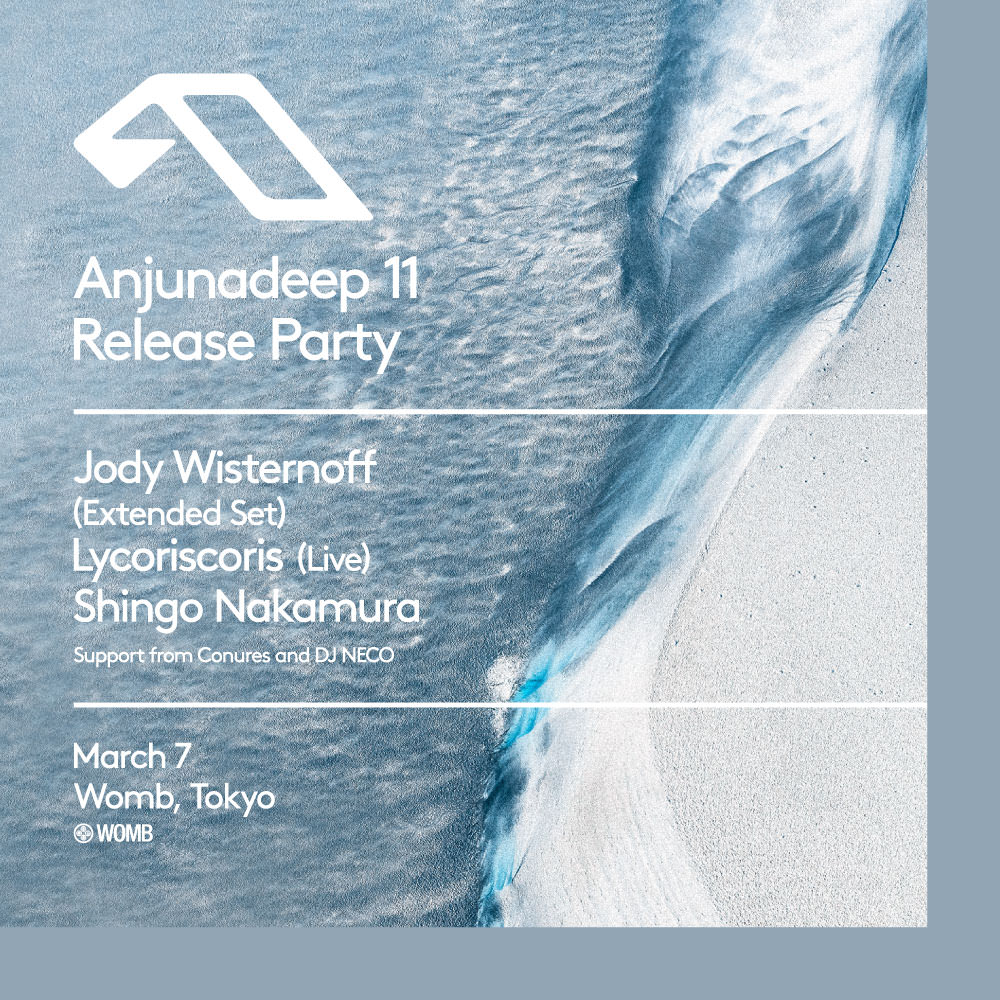 Anjunadeep 11
Release Party
Jody Wisternoff
(Extended Set)
Lycoriscoris (Live)
Shingo Nakamura
Support from Conures and DJ NECO
March 7
Womb, Tokyo
WOMB